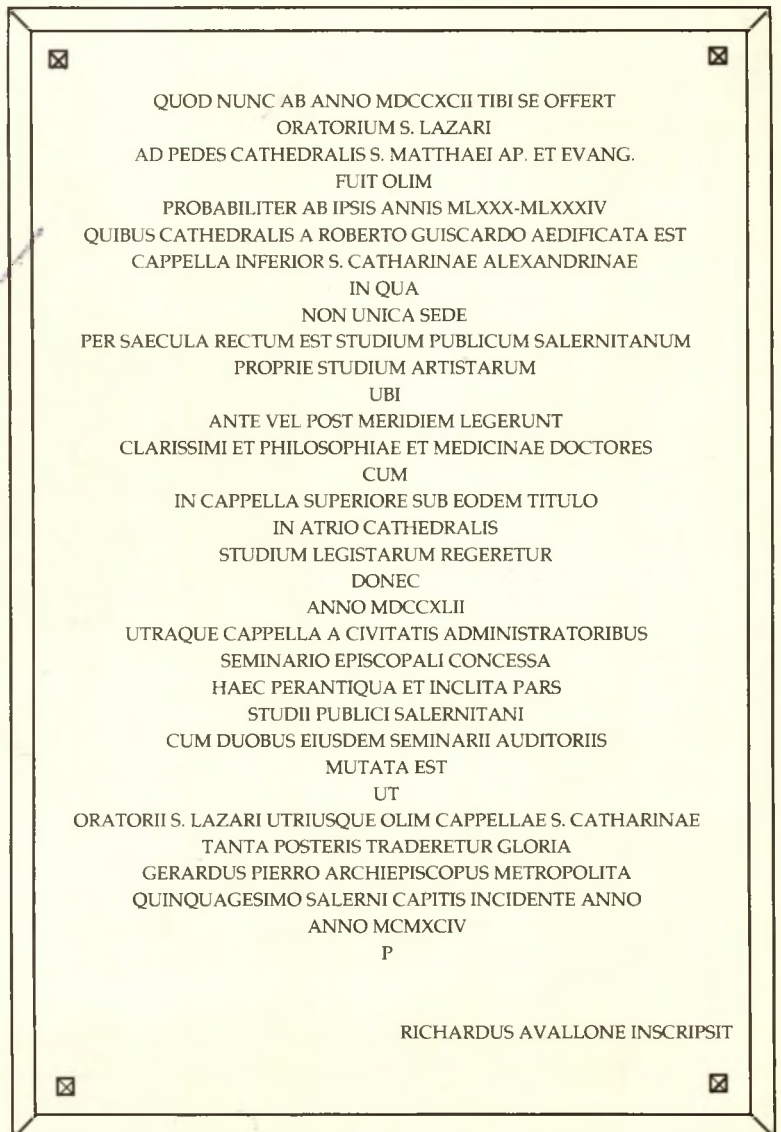 QUOD NUNC AB ANNO MDCCXCII TIBI SE OFFERT
ORATORIUM S. LAZARI
AD PEDES CATHEDRALIS S. MATTHAEI AP. ET EVANG.
FUIT OLIM
PROBABILITER AB IPSIS ANNIS MLXXX-MLXXXIV
QUIBUS CATHEDRALIS A ROBERTO GUISCARDO AEDIFICATA EST
CAPPELLA INFERIOR S. CATHARINAE ALEXANDRINAE
IN QUA
NON UNICA SEDE
PER SAECULA RECTUM EST STUDIUM PUBLICUM SALERNITANUM
PROPRIE STUDIUM ARTISTARUM
UBI
ANTE VEL POST MERIDIEM LEGERUNT
CLARISSIMI ET PHILOSOPHIAE ET MEDICINAE DOCTORES
CUM
IN CAPPELLA SUPERIORE SUB EODEM TITULO
IN ATRIO CATHEDRALIS
STUDIUM LEGISTARUM REGERETUR
DONEC
ANNO MDCCXLII
UTRAQUE CAPPELLA A CIVITATIS ADMINISTRATORIBUS
SEMINARIO EPISCOPALI CONCESSA
HAEC PERANTIQUA ET INCLITA PARS
STUDII PUBLICI SALERNITANI
CUM DUOBUS EIUSDEM SEMINARII AUDITORIIS
MUTATA EST
UT
ORATORII S. LAZARI UTRIUSQUE OLIM CAPPELLAE S. CATHARINAE
TANTA POSTERIS TRADERETUR GLORIA
GERARDUS PIERRO ARCHIEPISCOPUS METROPOLITA
QUINQUAGESIMO SALERNI CAPITIS INCIDENTE ANNO
ANNO MCMXCIV
P
RICHARDUS AVALLONE INSCRIPSIT